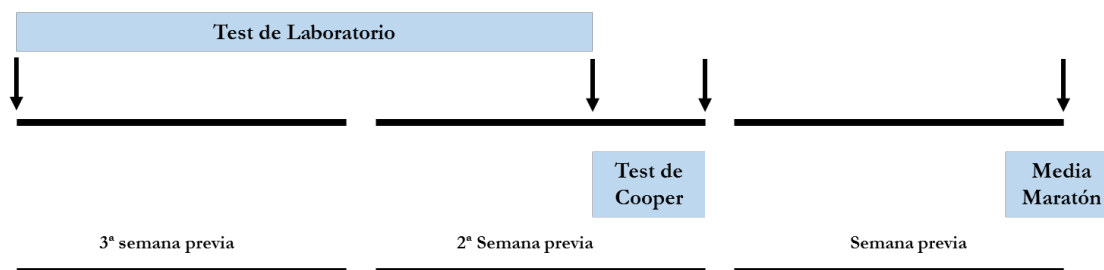 Test de Laboratorio
Test de
Cooper
Media
Maratón
3ª semana previa
2ª Semana previa
Semana previa